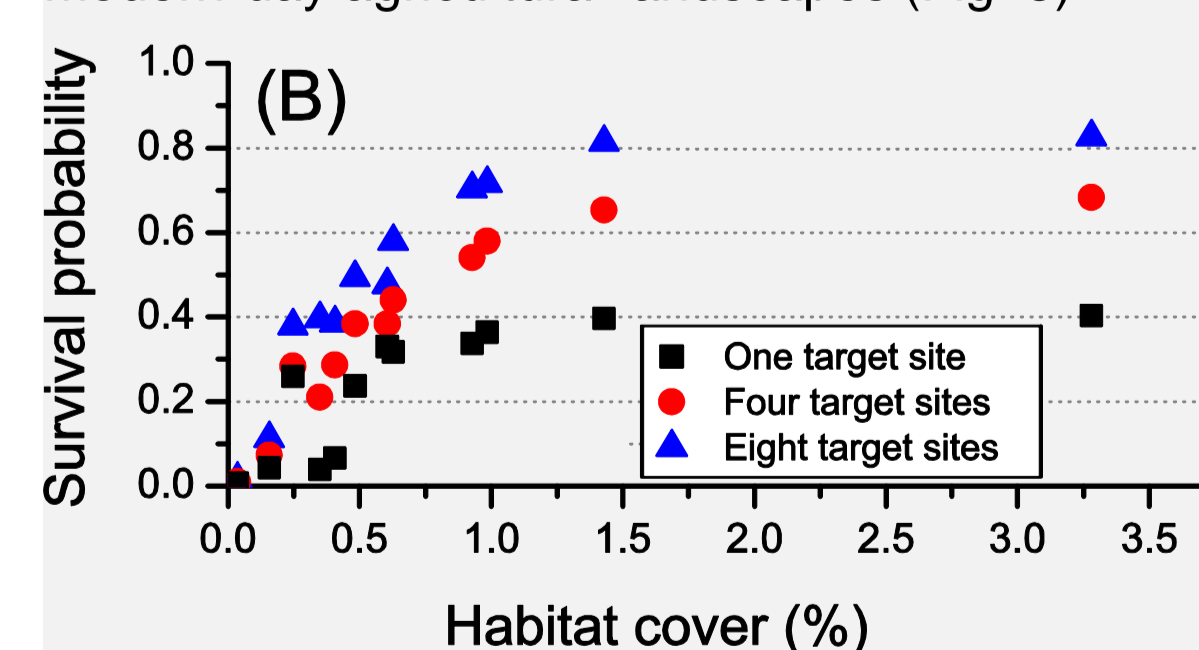 (B)
Survival probability
1.0
0.8
0.6
0.4
0.2
0.0
One target site
Four target sites
Eight target sites
0.0 0.5 1.0 1.5 2.0 2.5 3.0 3.5
Habitat cover (%)